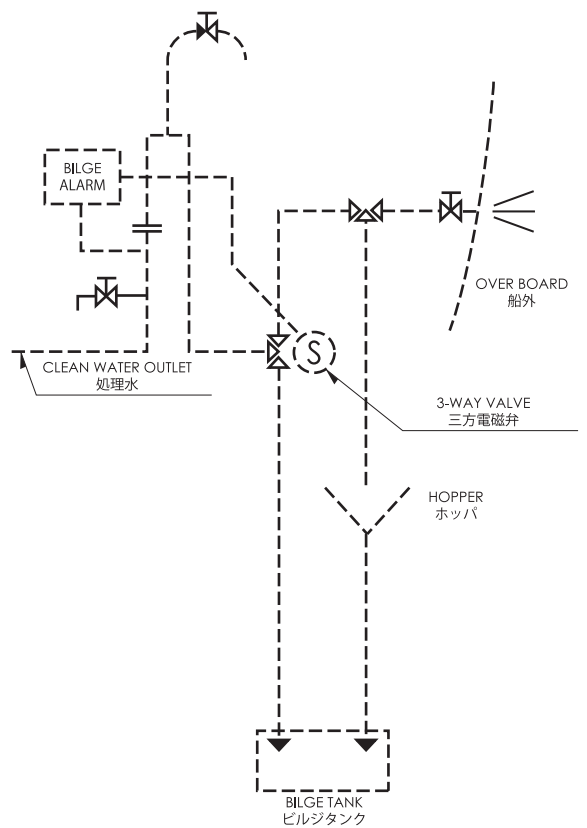 BILGE
ALARM
OVER BOARD
船外
CLEAN WATER OUTLET
処理水
S
3-WAY VALVE
三方電磁弁
HOPPER
ホッパ
BILGE TANK
ビルジタンク